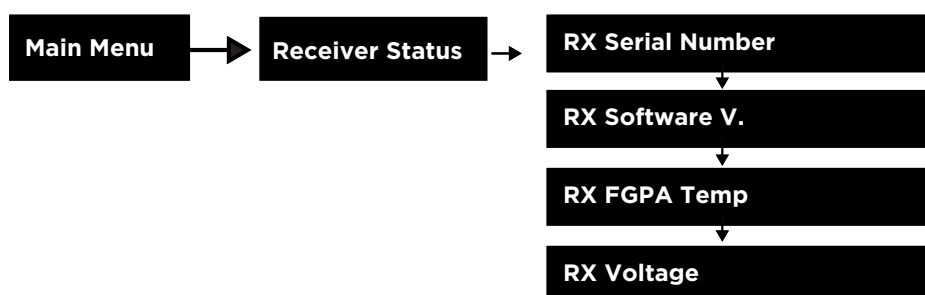 Main Menu
Receiver Status
RX Serial Number
RX Software V.
RX FGPA Temp
RX Voltage